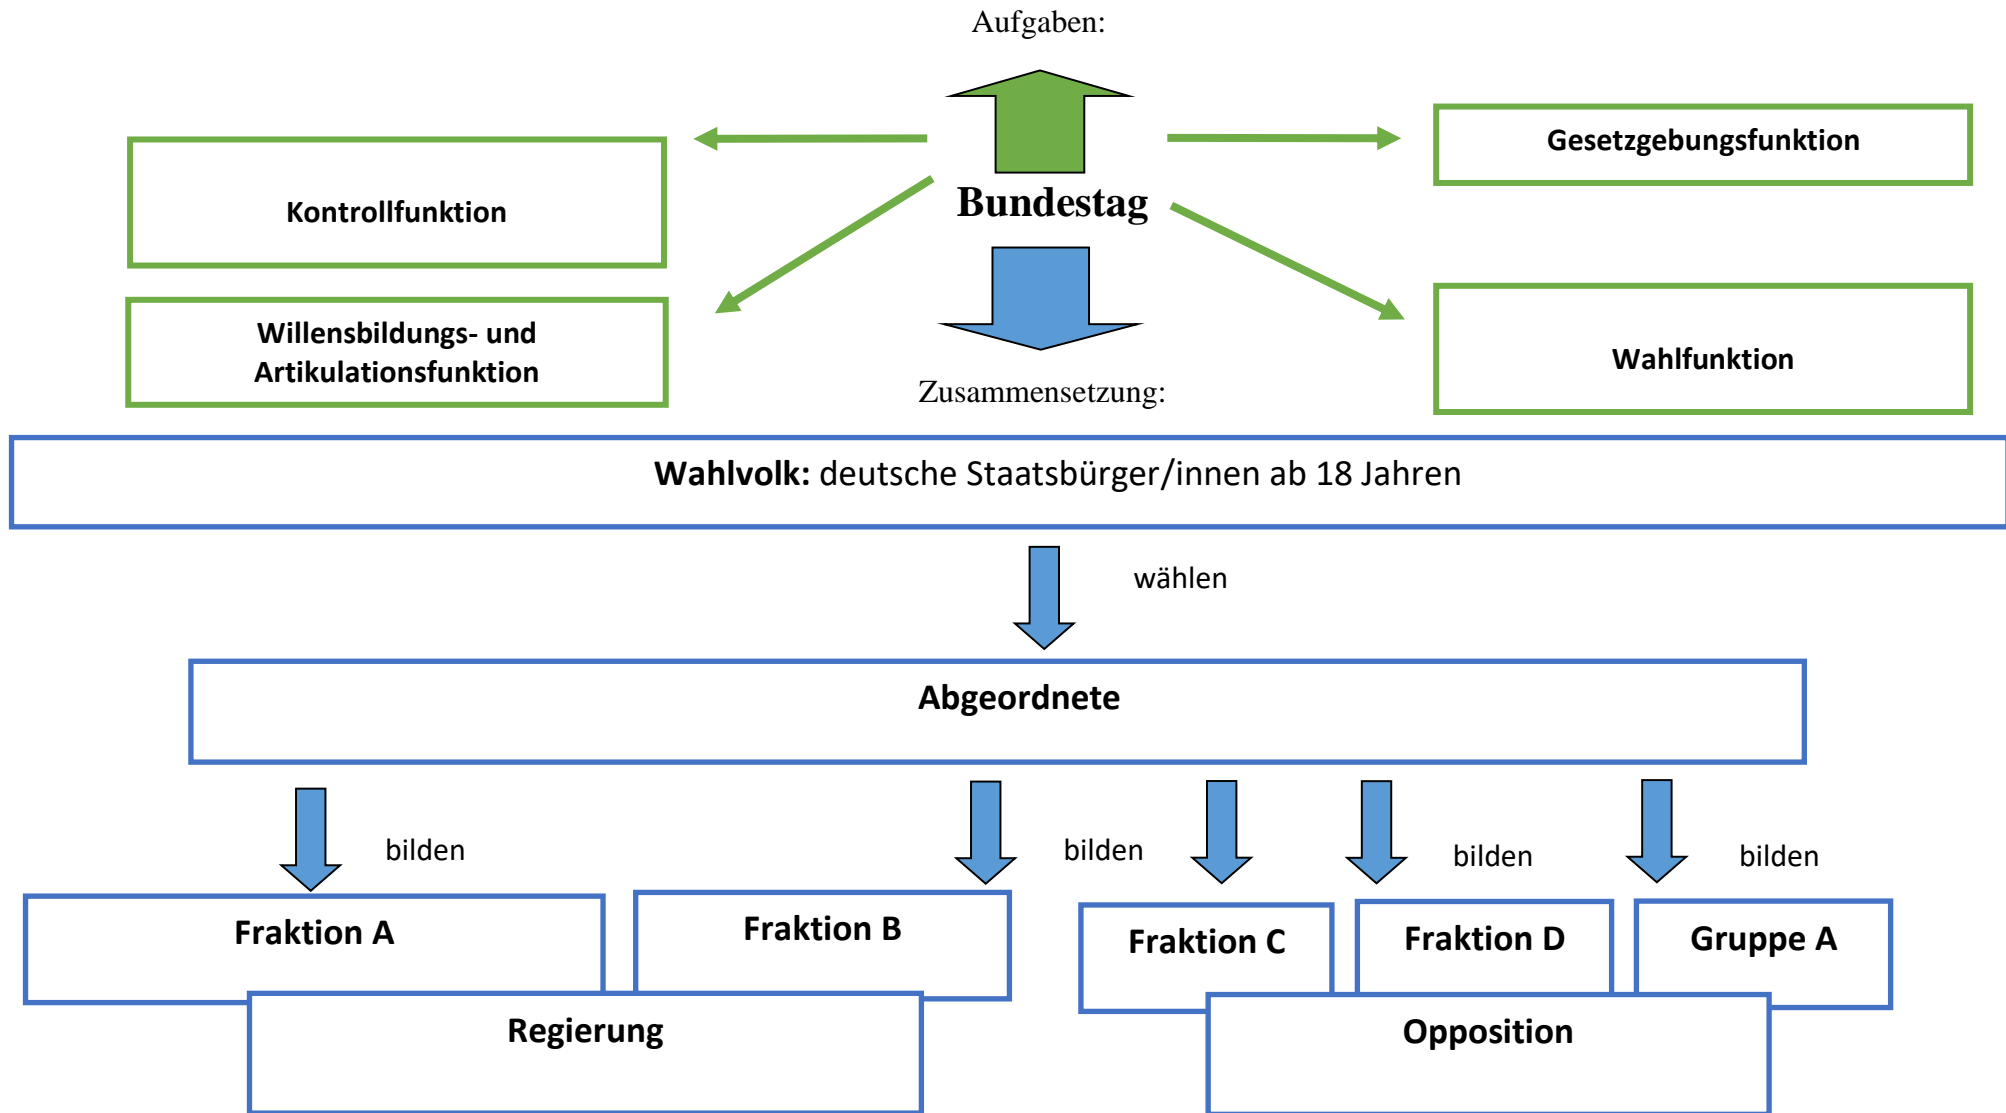 Aufgaben:
Gesetzgebungsfunktion
Kontrollfunktion
Bundestag
Willensbildungs- und
Artikulationsfunktion
Wahlfunktion
Zusammensetzung:
Wahlvolk: deutsche Staatsbürger/innen ab 18 Jahren
wählen
Abgeordnete
bilden
bilden
bilden
bilden
Fraktion A
Fraktion B
Fraktion C
Fraktion D
Gruppe A
Regierung
Opposition